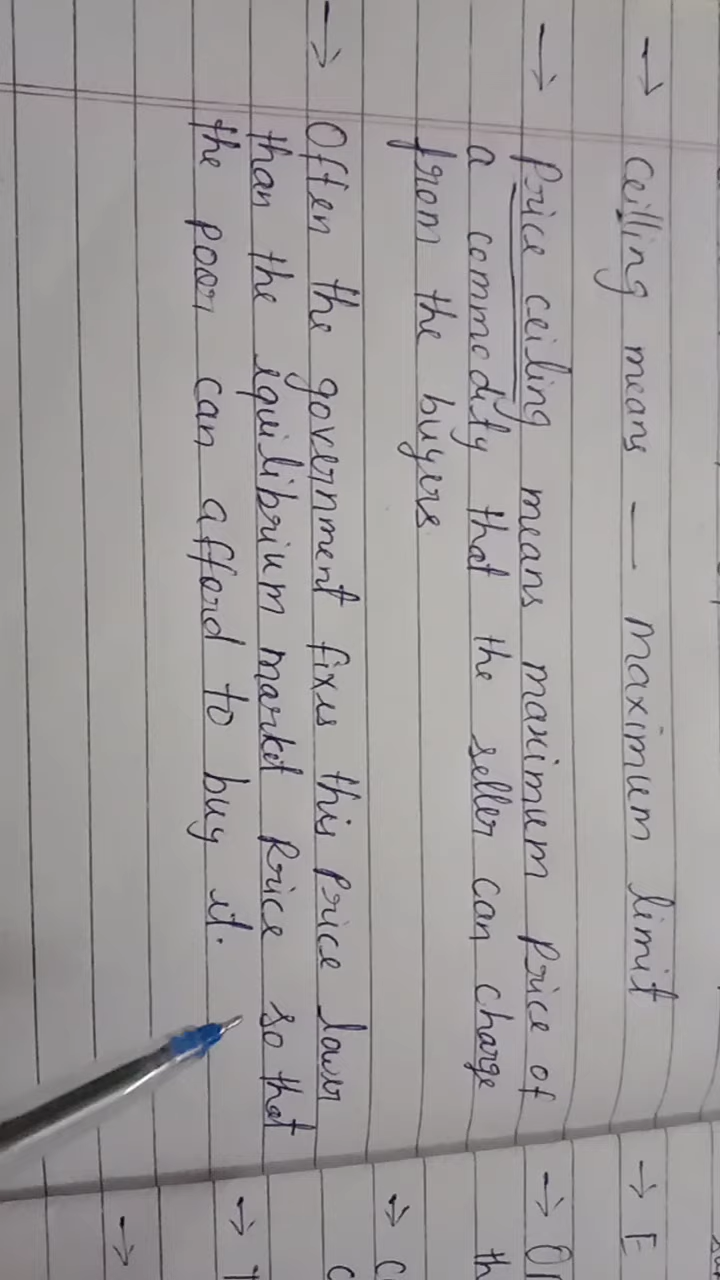 → Ceilling means — maximum limit
→ Price ceiling means maximum price of
a commodity that the seller can charge
from the buyers
→ Often the government fixes this price lower
than the equilibrium market price so that
the poor can afford to buy it.